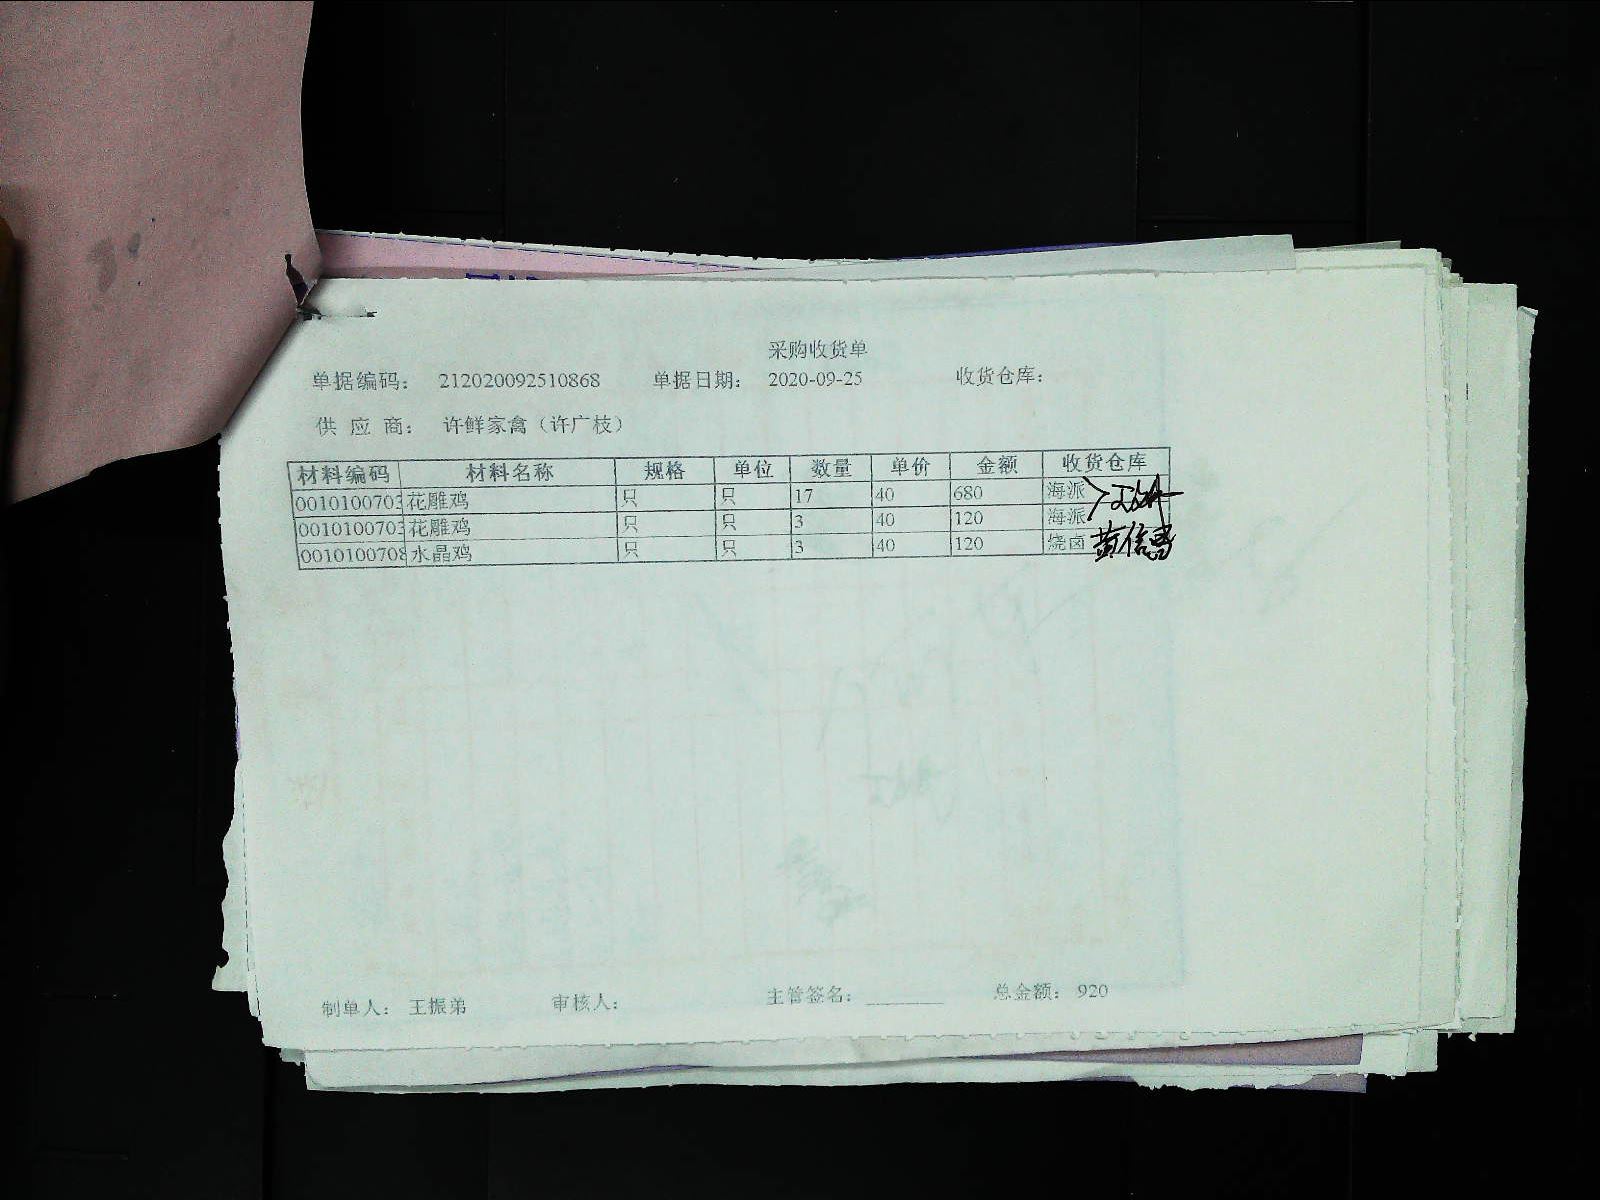 采购收货单
单据编码： 212020092510868 单据日期： 2020-09-25 收货仓库：
供 应 商： 许鲜家禽（许广枝）
材料编码 材料名称 规格 单位 数量 单价 金额 收货仓库
0010100703 花雕鸡 只 只 17 40 680 海派
0010100703 花雕鸡 只 只 3 40 120 海派
0010100708 水晶鸡 只 只 3 40 120 烧卤
制单人： 王振弟 审核人： 主管签名： 总金额： 920